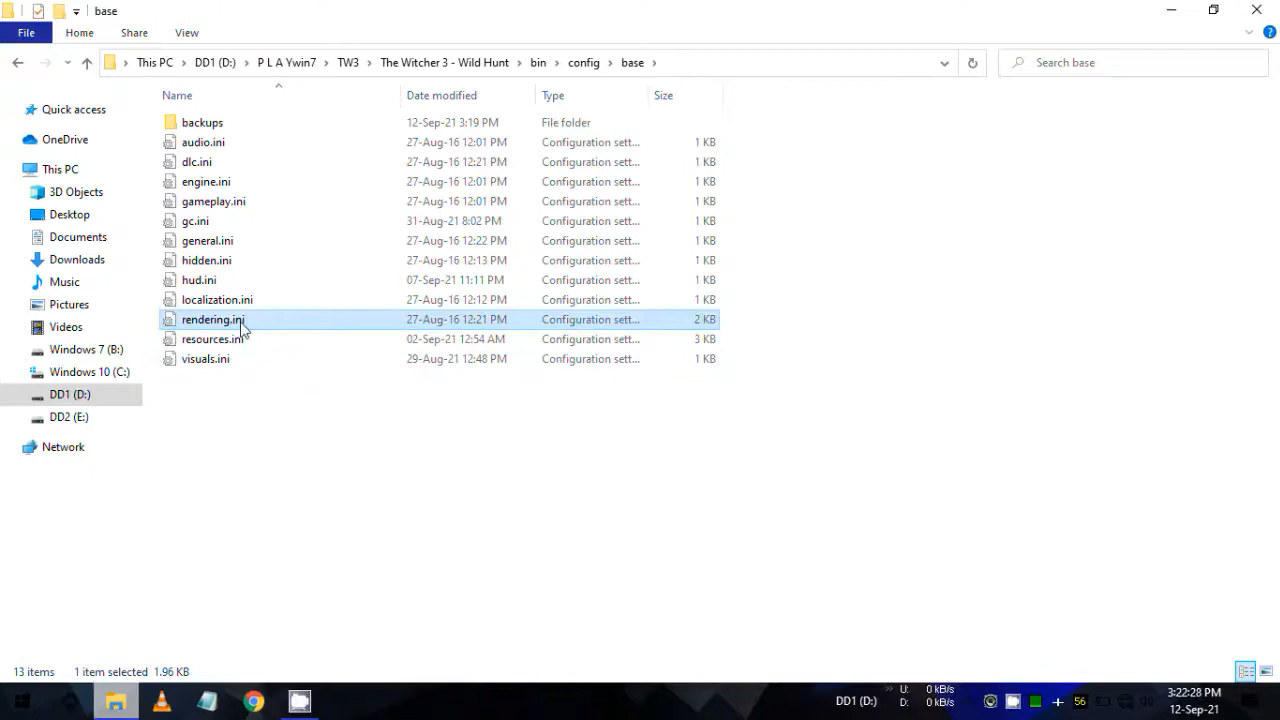 base
File Home Share View
This PC DD1 (D:) P L A Ywin7 TW3 The Witcher 3 - Wild Hunt bin config base Search base
Name Date modified Type Size
Quick access
OneDrive
This PC
3D Objects
Desktop
Documents
Downloads
Music
Pictures
Videos
Windows 7 (B:)
Windows 10 (C:)
DD1 (D:)
DD2 (E:)
Network
backups 12-Sep-21 3:19 PM File folder
audio.ini 27-Aug-16 12:01 PM Configuration sett... 1 KB
dlc.ini 27-Aug-16 12:21 PM Configuration sett... 1 KB
engine.ini 27-Aug-16 12:01 PM Configuration sett... 1 KB
gameplay.ini 27-Aug-16 12:01 PM Configuration sett... 1 KB
gc.ini 31-Aug-21 8:02 PM Configuration sett... 1 KB
general.ini 27-Aug-16 12:22 PM Configuration sett... 1 KB
hidden.ini 27-Aug-16 12:13 PM Configuration sett... 1 KB
hud.ini 07-Sep-21 11:11 PM Configuration sett... 1 KB
localization.ini 27-Aug-16 12:12 PM Configuration sett... 1 KB
rendering.ini 27-Aug-16 12:21 PM Configuration sett... 2 KB
resources.ini 02-Sep-21 12:54 AM Configuration sett... 3 KB
visuals.ini 29-Aug-21 12:48 PM Configuration sett... 1 KB
13 items 1 item selected 1.96 KB
DD1 (D:) »
U: 0 kB/s
D: 0 kB/s
56
3:22:28 PM
12-Sep-21